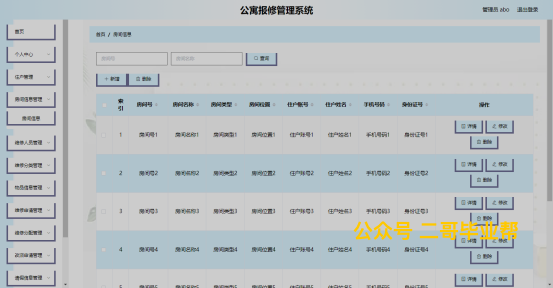 公寓报修管理系统
管理员 abo 退出登录
首页
个人中心
住户管理
房间信息管理
房间信息
维修人员管理
维修分类管理
物品信息管理
维修申请管理
维修分配管理
首页 / 房间信息
房间号
房间名称
查询
+ 新增
删除
索引 房间号 房间名称 房间类型 房间位置 住户账号 住户姓名 手机号码 身份证号 操作
1 房间号1 房间名称1 房间类型1 房间位置1 住户账号1 住户姓名1 手机号码1 身份证号1 详情 修改 删除
2 房间号2 房间名称2 房间类型2 房间位置2 住户账号2 住户姓名2 手机号码2 身份证号2 详情 修改 删除
3 房间号3 房间名称3 房间类型3 房间位置3 住户账号3 住户姓名3 手机号码3 身份证号3 详情 修改 删除
4 房间号4 房间名称4 房间类型4 房间位置4 住户账号4 住户姓名4 手机号码4 身份证号4 详情 修改 删除
公众号 二哥毕业帮